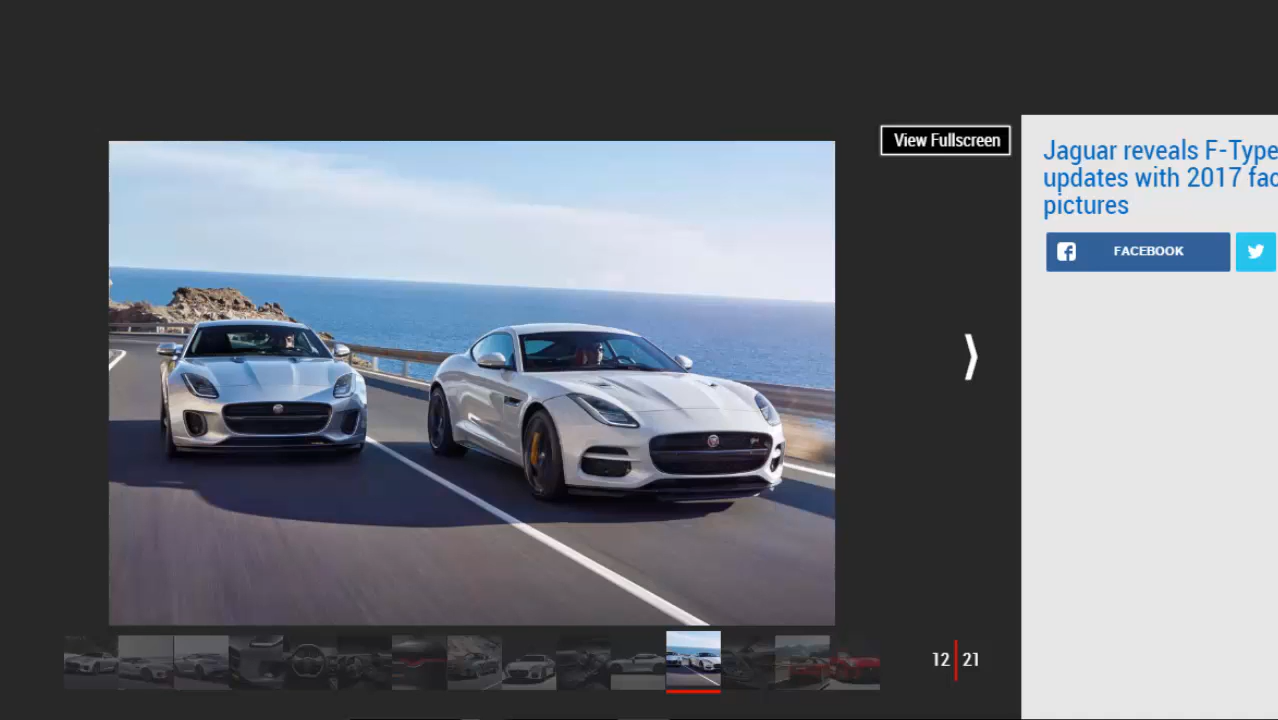 View Fullscreen
Jaguar reveals F-Type
updates with 2017 fac
pictures
FACEBOOK
12 21